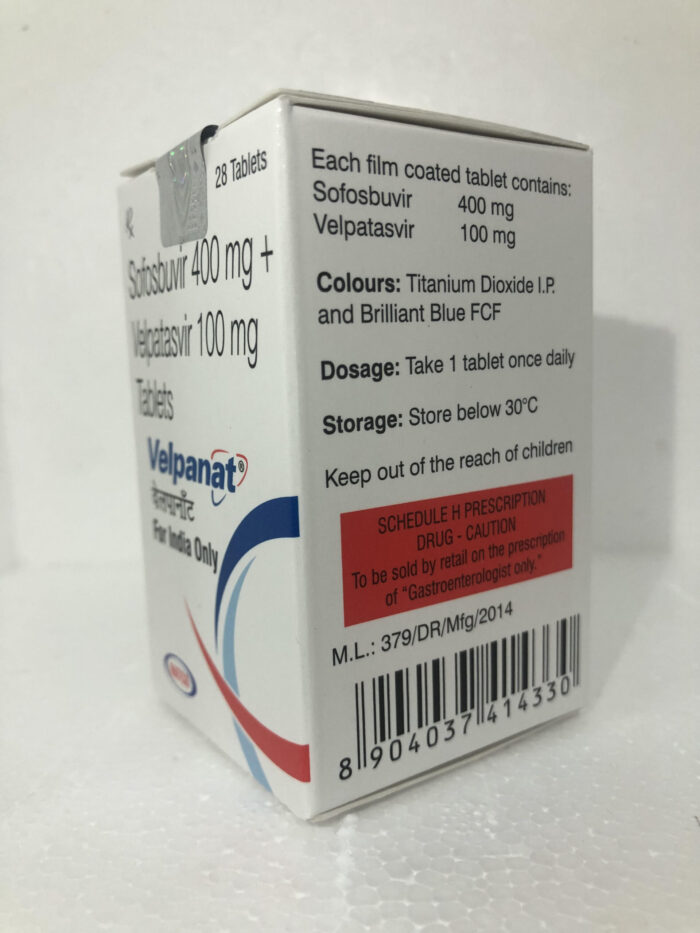 28 Tablets
Rx
Sofosbuvir 400 mg +
Velpatasvir 100 mg
Tablets
Velpanat®
वेलपानॅट
For India Only
NATCO
Each film coated tablet contains:
Sofosbuvir 400 mg
Velpatasvir 100 mg
Colours: Titanium Dioxide I.P.
and Brilliant Blue FCF
Dosage: Take 1 tablet once daily
Storage: Store below 30°C
Keep out of the reach of children
SCHEDULE H PRESCRIPTION
DRUG - CAUTION
To be sold by retail on the prescription
of "Gastroenterologist only."
M.L.: 379/DR/Mfg/2014
8 904037 414330